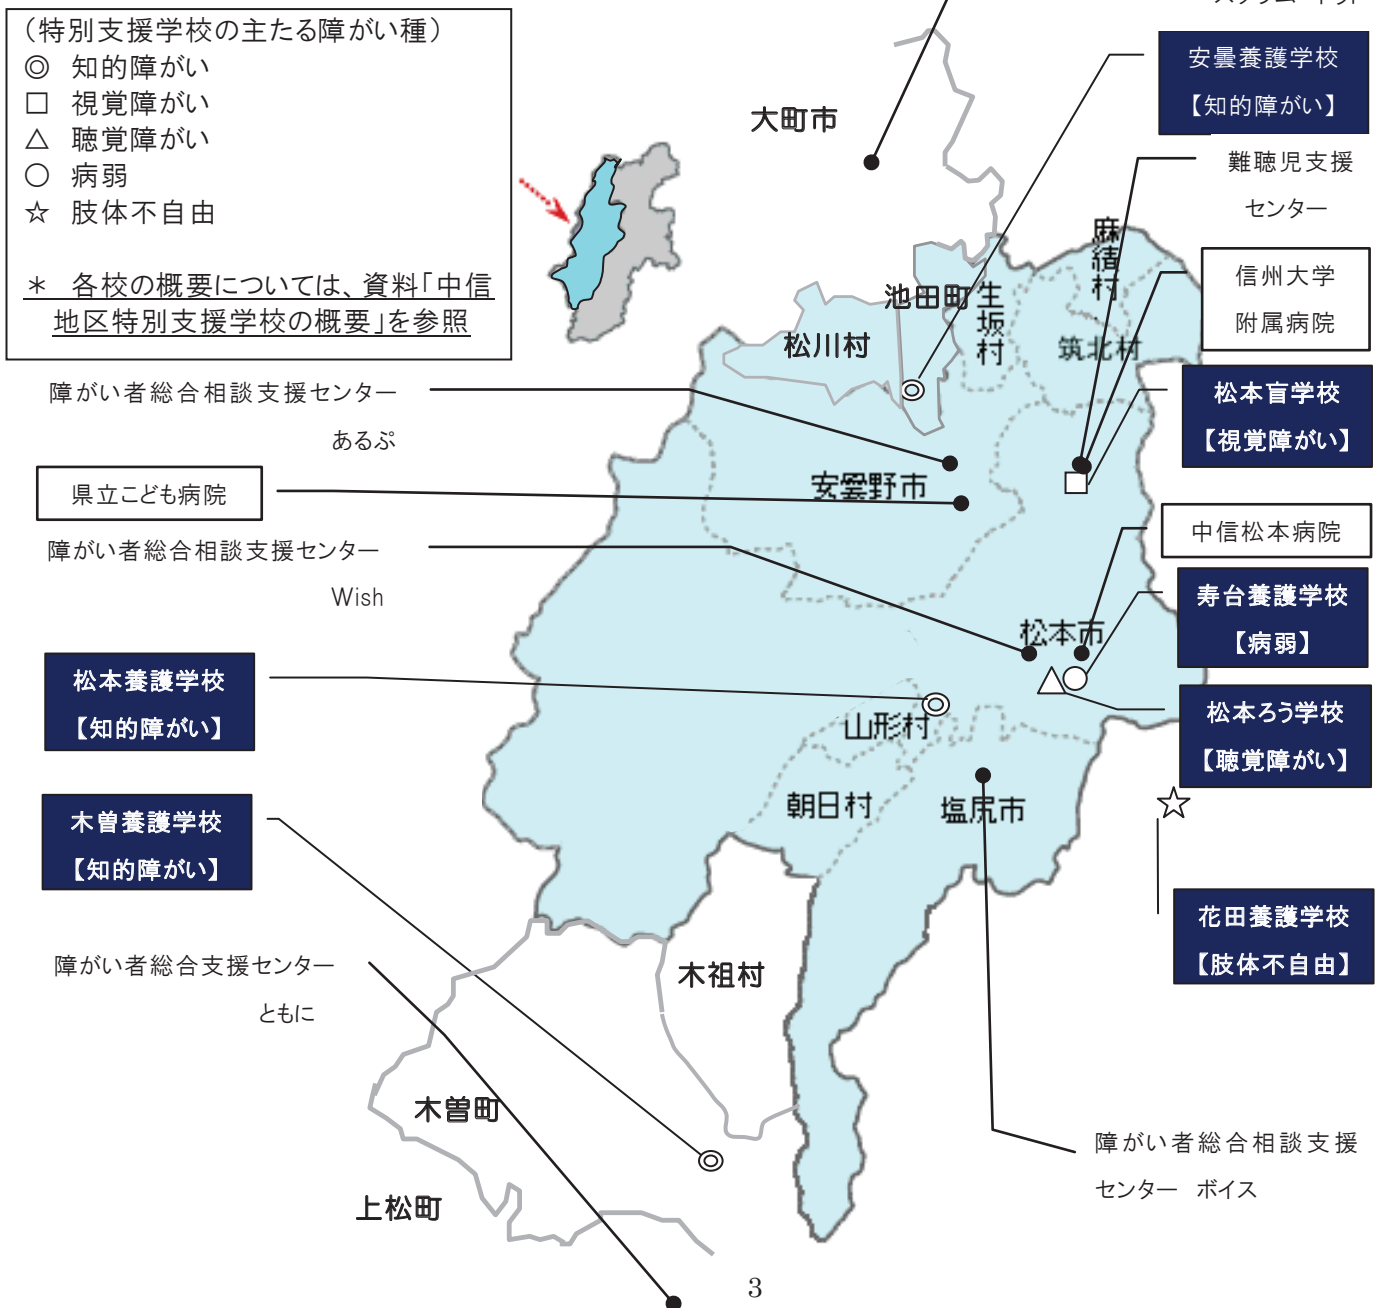 （特別支援学校の主たる障がい種）
◎ 知的障がい
□ 視覚障がい
△ 聴覚障がい
○ 病弱
☆ 肢体不自由
＊ 各校の概要については、資料「中信
地区特別支援学校の概要」を参照
安曇養護学校
【知的障がい】
大町市
難聴児支援
センター
麻績村
信州大学
附属病院
池田町
生坂村
松川村
筑北村
障がい者総合相談支援センター
あるぷ
松本盲学校
【視覚障がい】
安曇野市
県立こども病院
中信松本病院
障がい者総合相談支援センター
Wish
寿台養護学校
【病弱】
松本市
松本養護学校
【知的障がい】
松本ろう学校
【聴覚障がい】
山形村
朝日村
塩尻市
木曽養護学校
【知的障がい】
花田養護学校
【肢体不自由】
障がい者総合支援センター
ともに
木祖村
木曽町
障がい者総合相談支援
センター ボイス
上松町
3